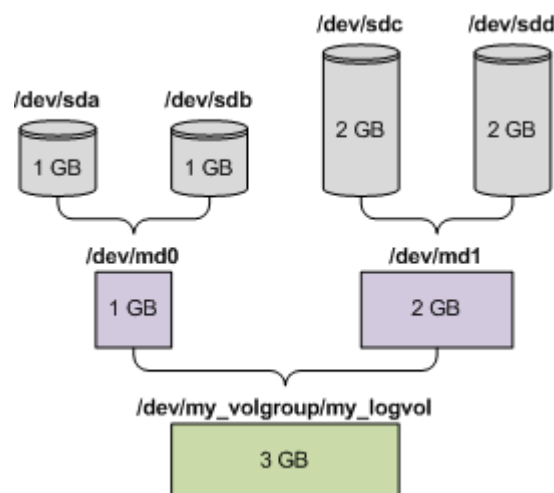 /dev/sdc /dev/sdd
/dev/sda /dev/sdb
2 GB 2 GB
1 GB 1 GB
/dev/md0 /dev/md1
1 GB 2 GB
/dev/my_volgroup/my_logvol
3 GB